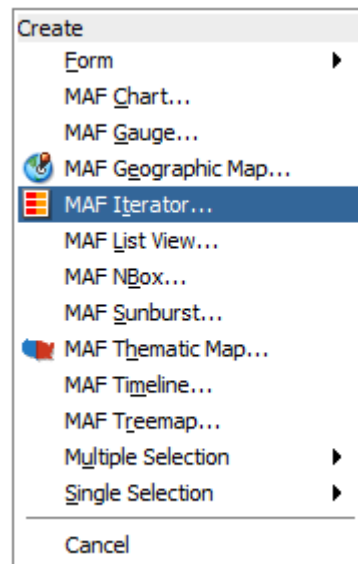 Create
Form
MAF Chart...
MAF Gauge...
MAF Geographic Map...
MAF Iterator...
MAF List View...
MAF NBox...
MAF Sunburst...
MAF Thematic Map...
MAF Timeline...
MAF Treemap...
Multiple Selection
Single Selection
Cancel